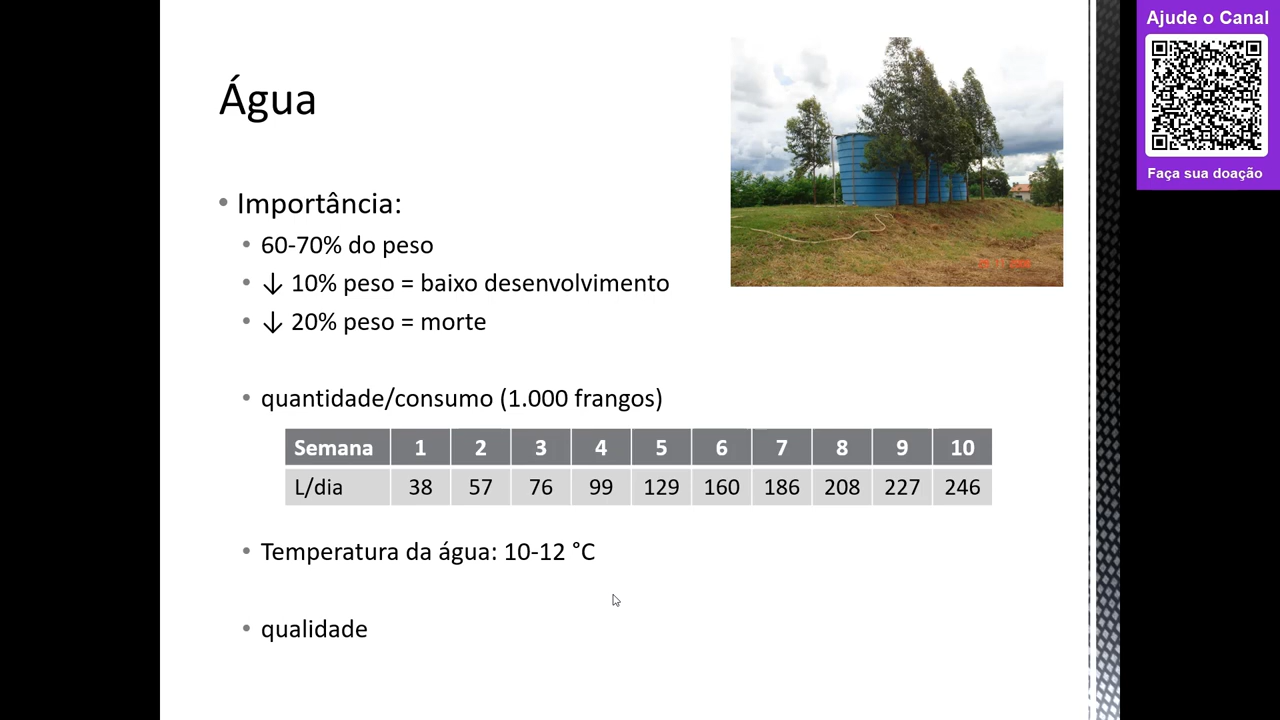 Água
• Importância:
• 60-70% do peso
• ↓ 10% peso = baixo desenvolvimento
• ↓ 20% peso = morte
• quantidade/consumo (1.000 frangos)
Semana 1 2 3 4 5 6 7 8 9 10
L/dia 38 57 76 99 129 160 186 208 227 246
• Temperatura da água: 10-12 °C
• qualidade
Ajude o Canal
Faça sua doação